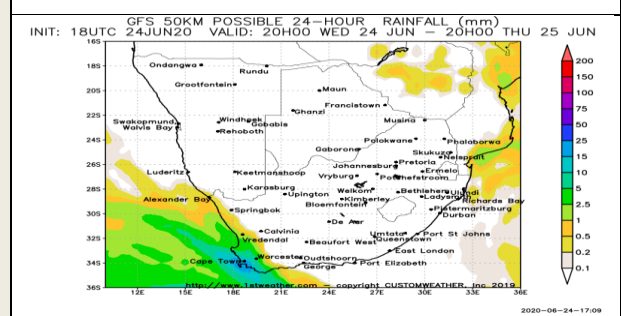 GFS 50KM POSSIBLE 24-HOUR RAINFALL (mm)
INIT: 18UTC 24JUN20 VALID: 20H00 WED 24 JUN - 20H00 THU 25 JUN
16S
18S
20S
22S
24S
26S
28S
30S
32S
34S
36S
Ondangwa
Rundu
Grootfontein
Maun
Francistown
Ghanzi
Windhoek
Gobabis
Swakopmund
Walvis Bay
Rehoboth
Musina
Polokwane
Phalaborwa
Gaborone
Skukuza
Nelspruit
Johannesburg
Pretoria
Luderitz
Keetmanshoop
Vryburg
Potchefstroom
Ermelo
Karasburg
Upington
Welkom
Bethlehem
Ulundi
Alexander Bay
Kimberley
Ladysmith
Richards Bay
Springbok
Bloemfontein
Pietermaritzburg
Durban
De Aar
Calvinia
Umtata
Port St Johns
Vredendal
Beaufort West
Queenstown
East London
Worcester
Oudtshoorn
Cape Town
George
Port Elizabeth
http://www.1stweather.com - copyright CUSTOMWEATHER, Inc 2019
12E 15E 18E 21E 24E 27E 30E 33E 36E
200
150
100
75
50
25
15
10
5
2.5
1
0.5
0.2
0.1
2020-06-24-17:09